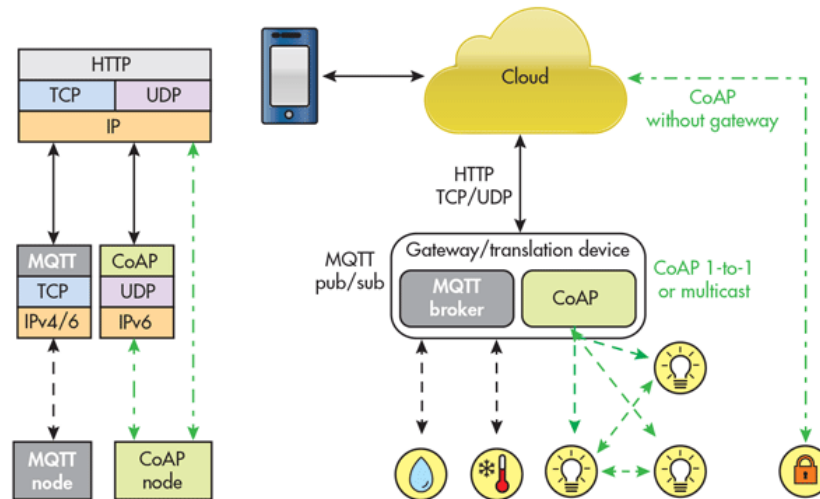 HTTP
TCP
UDP
IP
MQTT
TCP
IPv4/6
CoAP
UDP
IPv6
MQTT
node
CoAP
node
Cloud
CoAP
without gateway
HTTP
TCP/UDP
MQTT
pub/sub
Gateway/translation device
MQTT
broker
CoAP
CoAP 1-to-1
or multicast